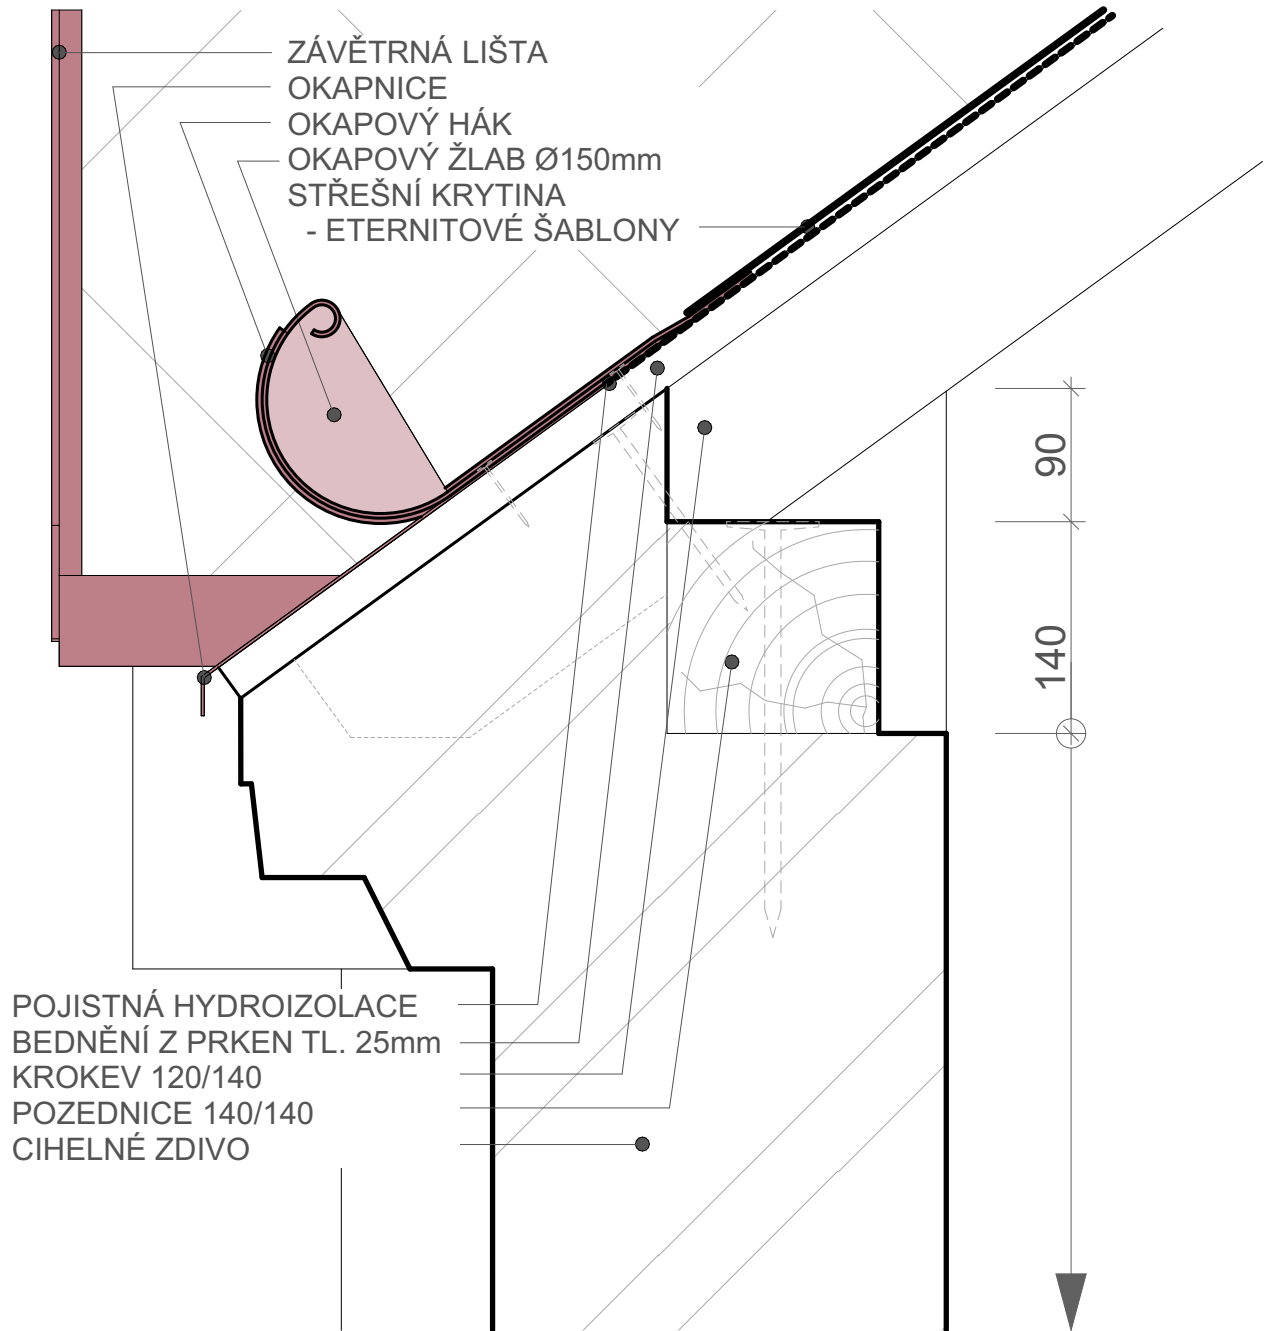 ZÁVĚTRNÁ LIŠTA
OKAPNICE
OKAPOVÝ HÁK
OKAPOVÝ ŽLAB Ø150mm
STŘEŠNÍ KRYTINA
- ETERNITOVÉ ŠABLONY
90
140
POJISTNÁ HYDROIZOLACE
BEDNĚNÍ Z PRKEN TL. 25mm
KROKEV 120/140
POZEDNICE 140/140
CIHELNÉ ZDIVO